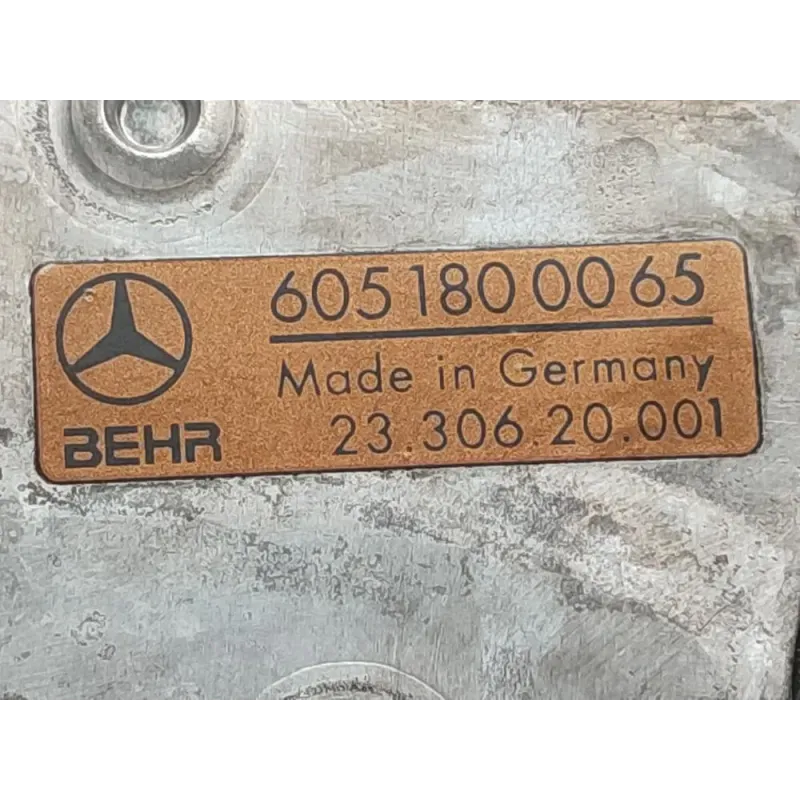 605 180 00 65
Made in Germany
BEHR
23.306.20.001